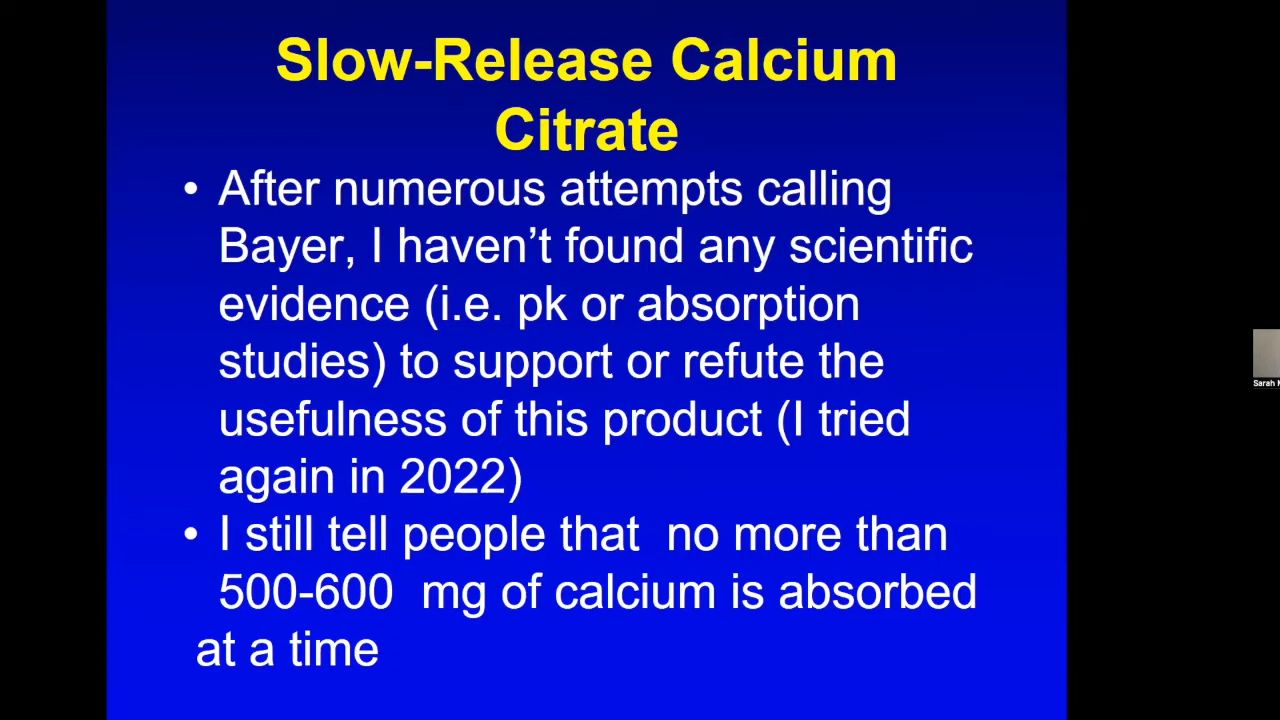 Slow-Release Calcium
Citrate
• After numerous attempts calling
Bayer, I haven’t found any scientific
evidence (i.e. pk or absorption
studies) to support or refute the
usefulness of this product (I tried
again in 2022)
• I still tell people that  no more than
500-600  mg of calcium is absorbed
at a time
Sarah